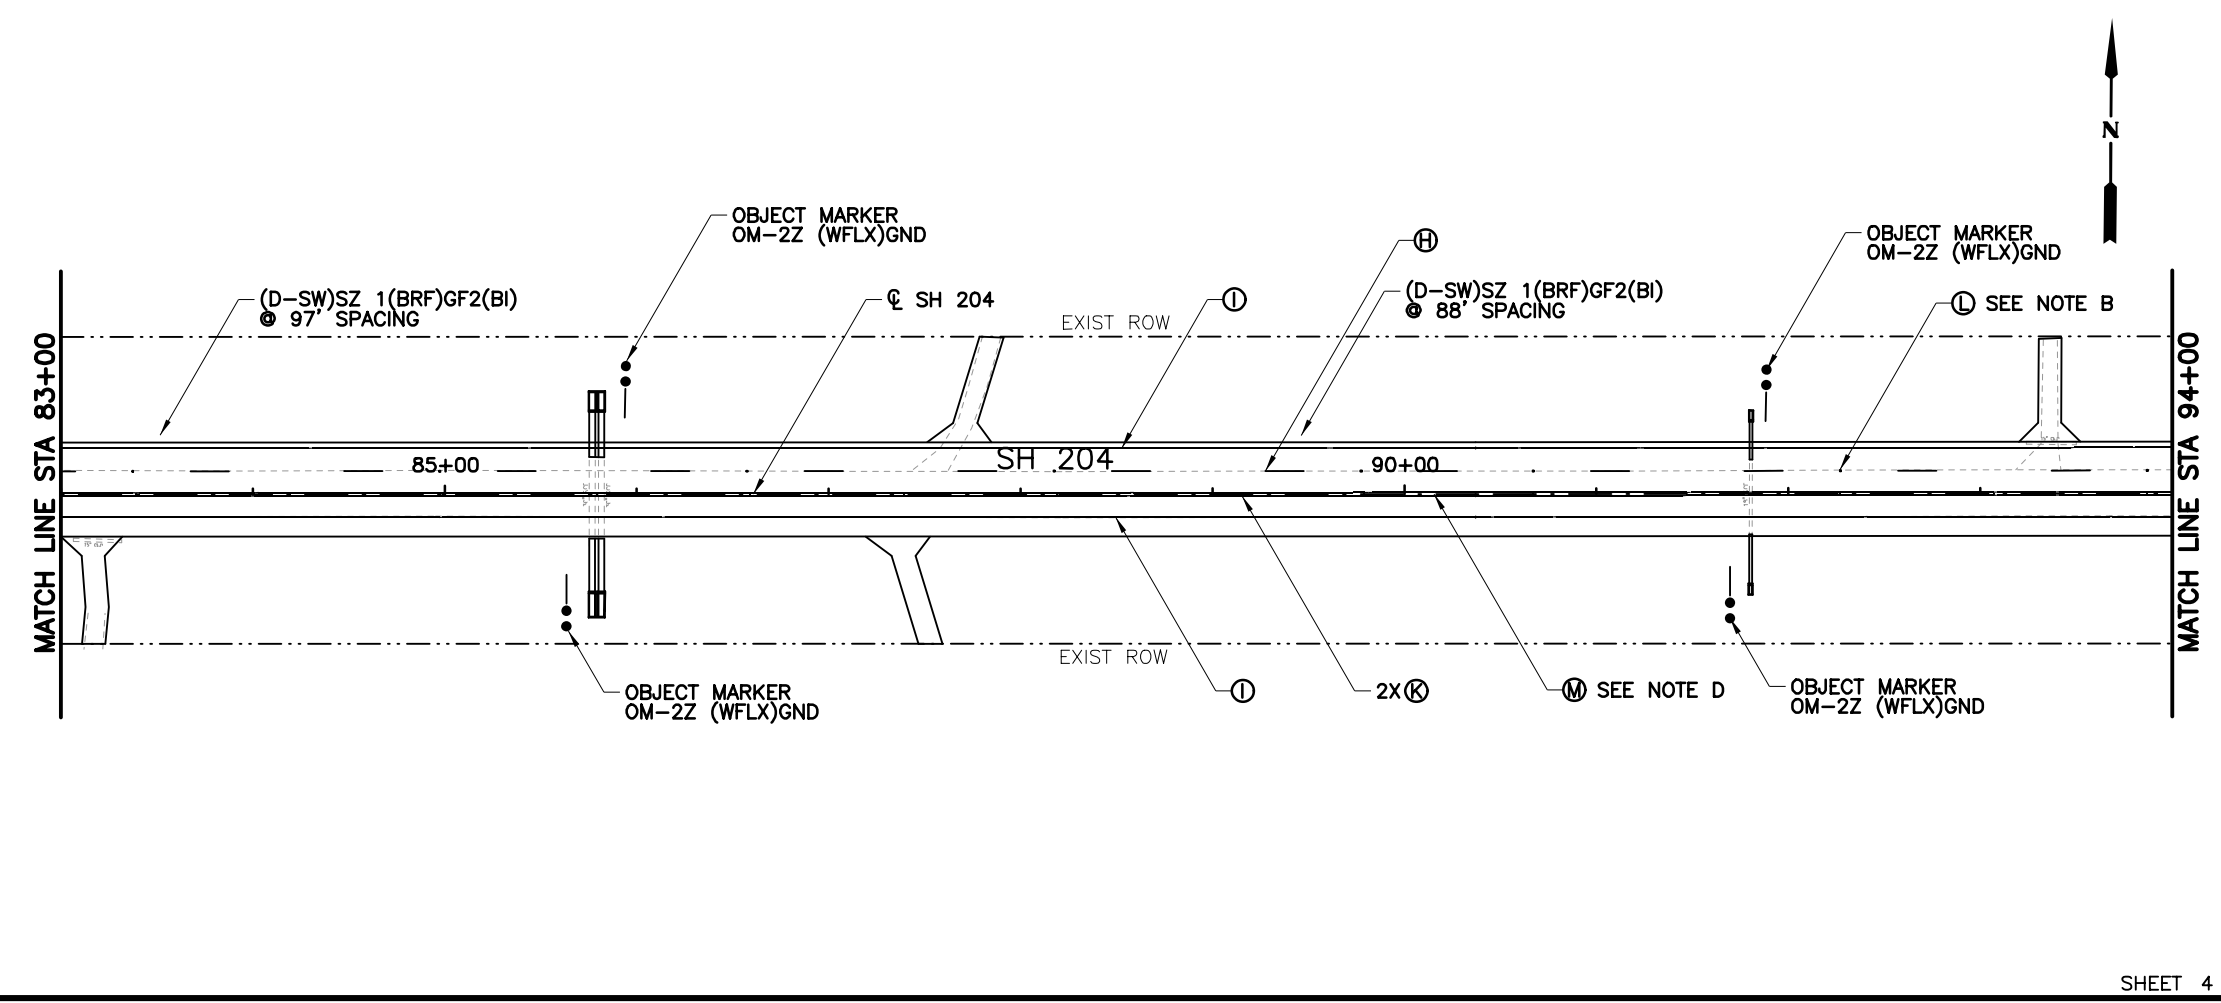 N
OBJECT MARKER
OM-2Z (WFLX)GND
OBJECT MARKER
OM-2Z (WFLX)GND
H
(D-SW)SZ 1(BRF)GF2(BI)
@ 97' SPACING
℄ SH 204
I
(D-SW)SZ 1(BRF)GF2(BI)
@ 88' SPACING
L SEE NOTE B
EXIST ROW
MATCH LINE STA 83+00
MATCH LINE STA 94+00
85+00
SH 204
90+00
EXIST ROW
OBJECT MARKER
OM-2Z (WFLX)GND
I
2X K
M SEE NOTE D
OBJECT MARKER
OM-2Z (WFLX)GND
SHEET 4